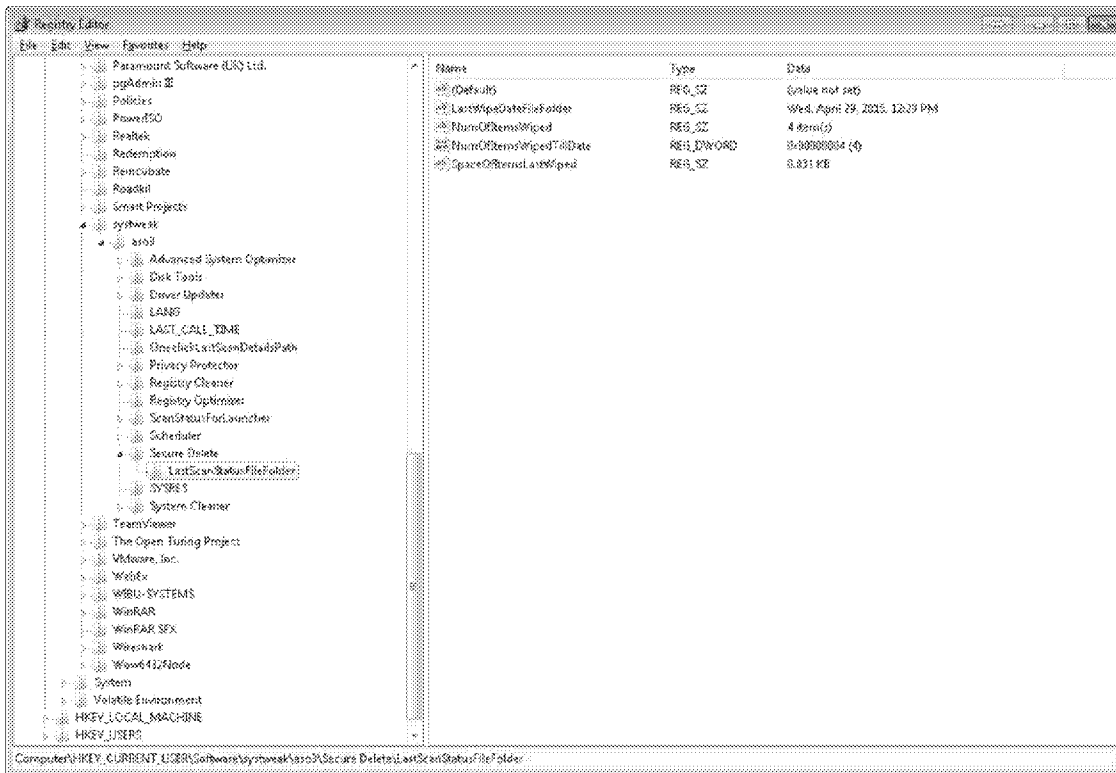 Registry Editor
File Edit View Favorites Help
Paramount Software (UK) Ltd.
pgAdmin III
Policies
PowerISO
Realtek
Redemption
Remcubate
Roadkil
Smart Projects
systweak
aso3
Advanced System Optimizer
Disk Tools
Driver Updater
LANG
LAST_CALL_TIME
OneclickLastScanDetailsPath
Privacy Protector
Registry Cleaner
Registry Optimizer
ScanStatusForLauncher
Scheduler
Secure Delete
LastScanStatusFileFolder
SYSRES
System Cleaner
TeamViewer
The Open Turing Project
VMware, Inc.
WebEx
WIBU-SYSTEMS
WinRAR
WinRAR SFX
Wireshark
Wow6432Node
System
Volatile Environment
HKEY_LOCAL_MACHINE
HKEY_USERS
Name Type Data
(Default) REG_SZ (value not set)
LastWipeDateFileFolder REG_SZ Wed, April 29, 2015, 12:29 PM
NumOfItemsWiped REG_SZ 4 item(s)
NumOfItemsWipedTillDate REG_DWORD 0x00000004 (4)
SpaceOfItemsLastWiped REG_SZ 0.831 KB
Computer\HKEY_CURRENT_USER\Software\systweak\aso3\Secure Delete\LastScanStatusFileFolder